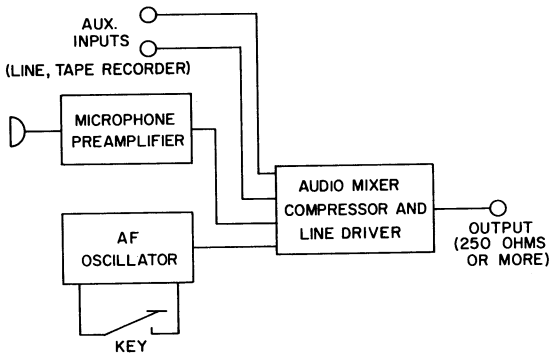 AUX.
INPUTS
(LINE, TAPE RECORDER)
MICROPHONE
PREAMPLIFIER
AF
OSCILLATOR
KEY
AUDIO MIXER
COMPRESSOR AND
LINE DRIVER
OUTPUT
(250 OHMS
OR MORE)